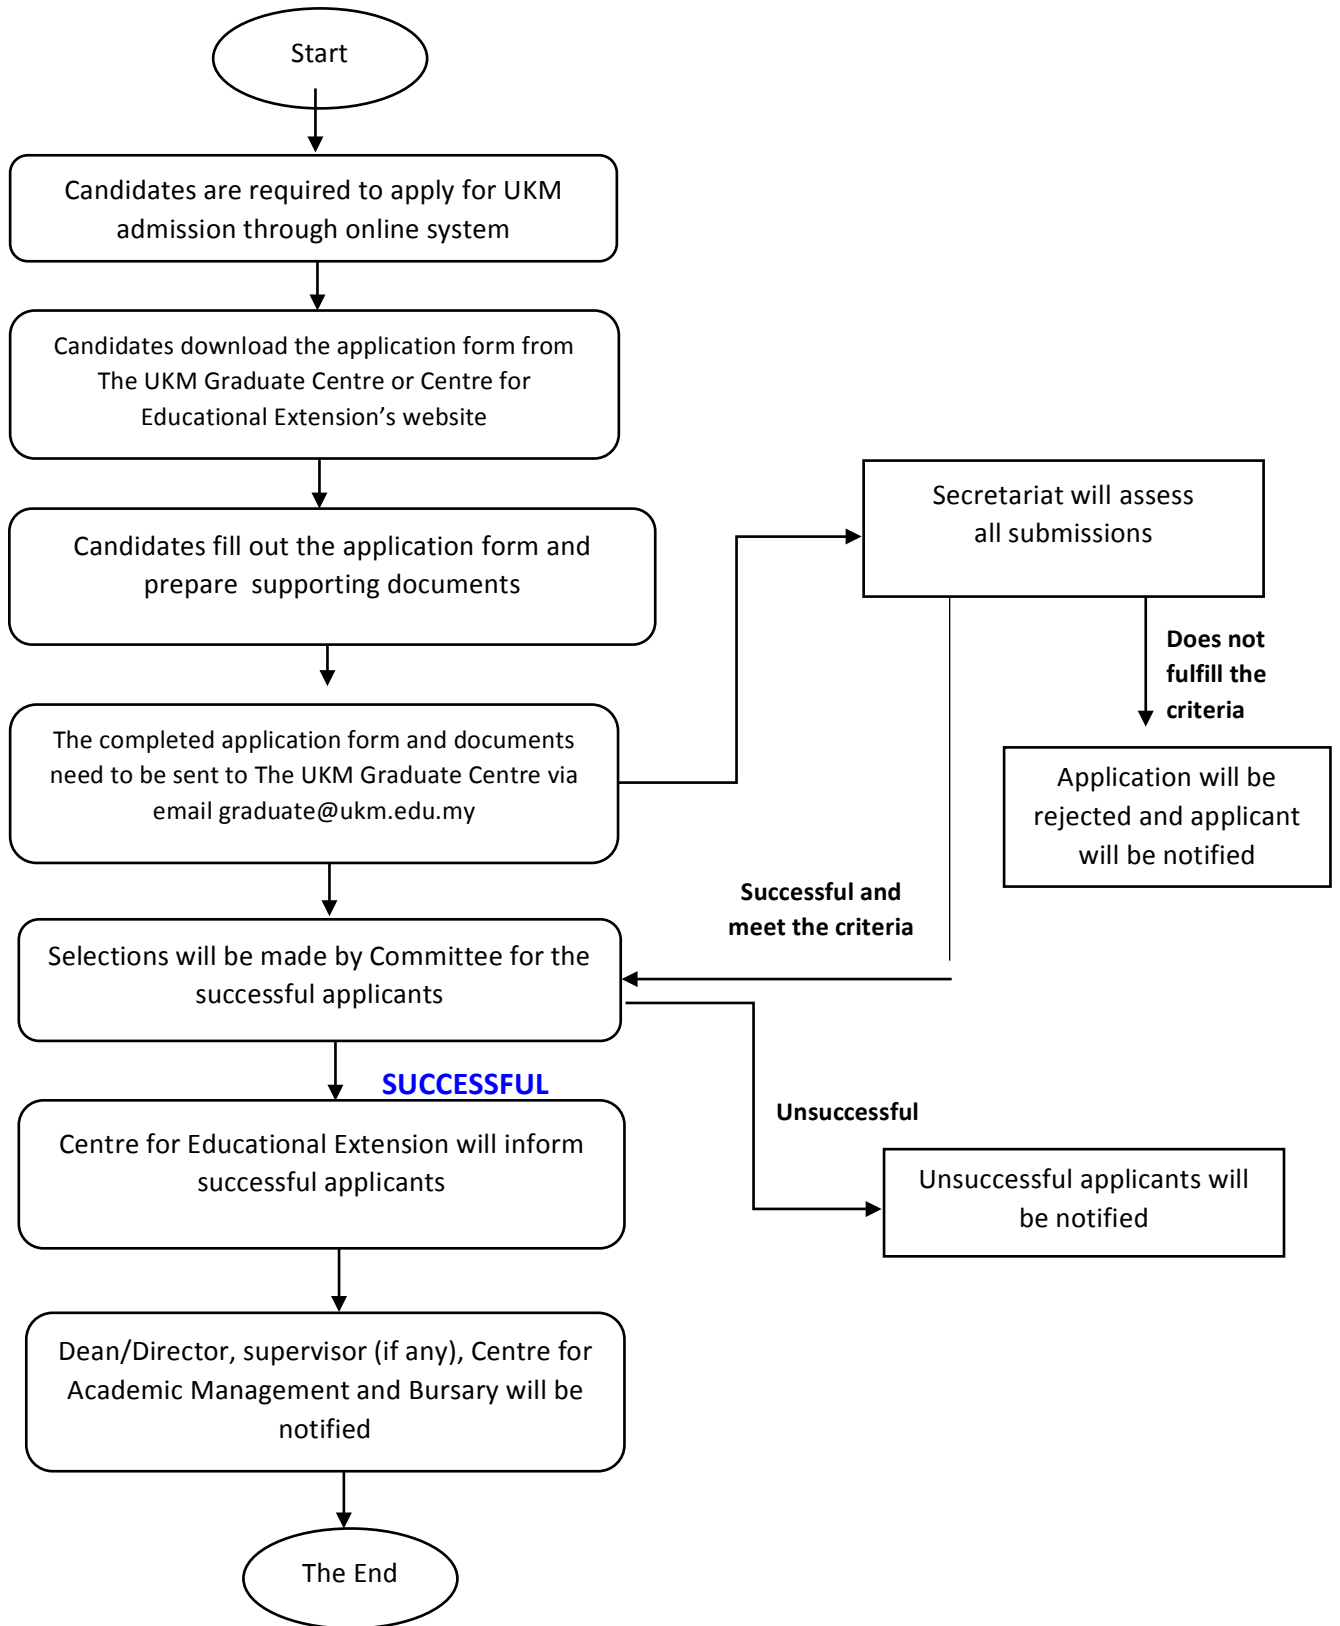 Start
Candidates are required to apply for UKM
admission through online system
Candidates download the application form from
The UKM Graduate Centre or Centre for
Educational Extension’s website
Candidates fill out the application form and
prepare supporting documents
The completed application form and documents
need to be sent to The UKM Graduate Centre via
email graduate@ukm.edu.my
Secretariat will assess
all submissions
Does not
fulfill the
criteria
Application will be
rejected and applicant
will be notified
Successful and
meet the criteria
Selections will be made by Committee for the
successful applicants
SUCCESSFUL
Unsuccessful
Centre for Educational Extension will inform
successful applicants
Unsuccessful applicants will
be notified
Dean/Director, supervisor (if any), Centre for
Academic Management and Bursary will be
notified
The End